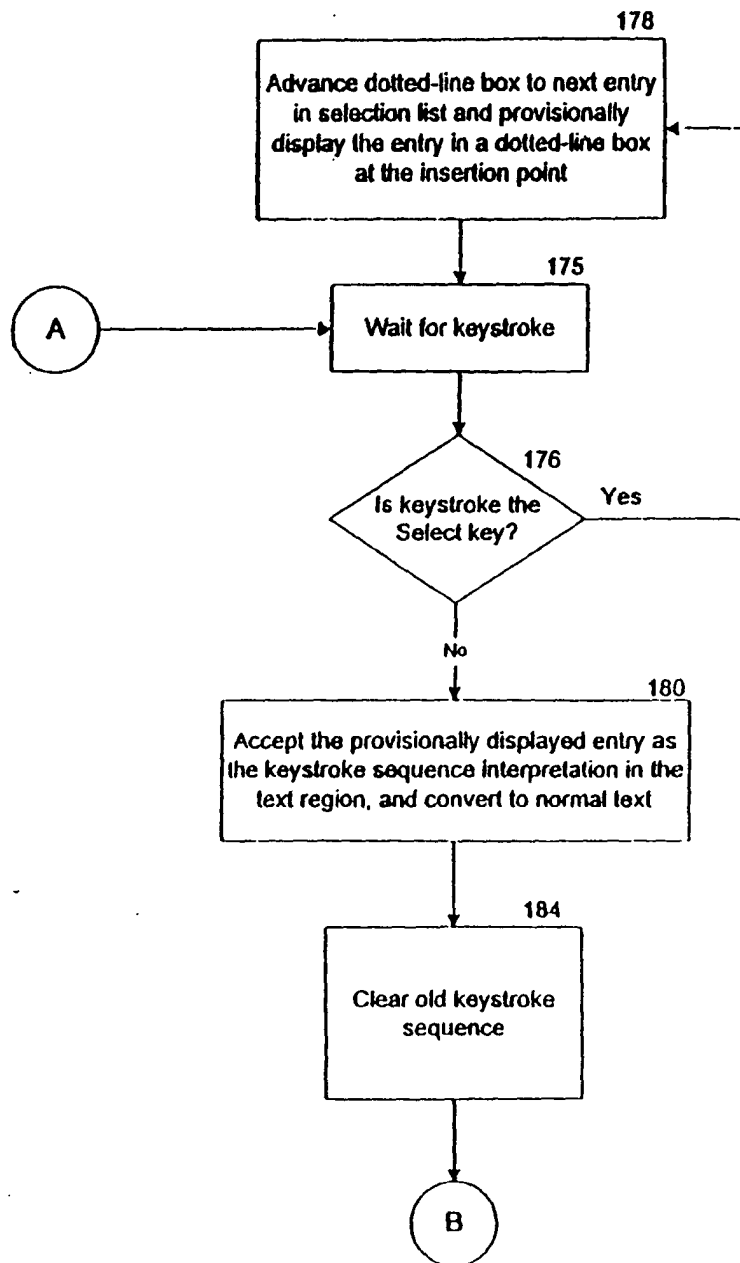 178
Advance dotted-line box to next entry
in selection list and provisionally
display the entry in a dotted-line box
at the insertion point
175
A
Wait for keystroke
176
Is keystroke the
Select key?
Yes
No
180
Accept the provisionally displayed entry as
the keystroke sequence interpretation in the
text region, and convert to normal text
184
Clear old keystroke
sequence
B